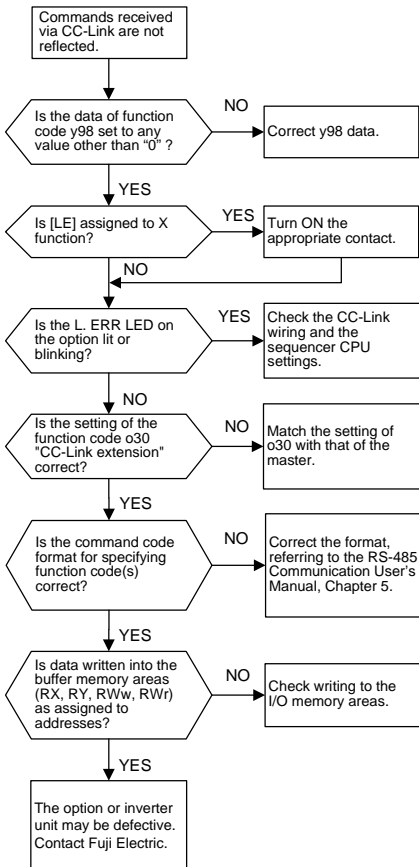 Commands received
via CC-Link are not
reflected.
Is the data of function
code y98 set to any
value other than “0” ?
NO
Correct y98 data.
YES
Is [LE] assigned to X
function?
YES
Turn ON the
appropriate contact.
NO
Is the L. ERR LED on
the option lit or
blinking?
YES
Check the CC-Link
wiring and the
sequencer CPU
settings.
NO
Is the setting of the
function code o30
"CC-Link extension"
correct?
NO
Match the setting of
o30 with that of the
master.
YES
Is the command code
format for specifying
function code(s)
correct?
NO
Correct the format,
referring to the RS-485
Communication User's
Manual, Chapter 5.
YES
Is data written into the
buffer memory areas
(RX, RY, RWw, RWr)
as assigned to
addresses?
NO
Check writing to the
I/O memory areas.
YES
The option or inverter
unit may be defective.
Contact Fuji Electric.